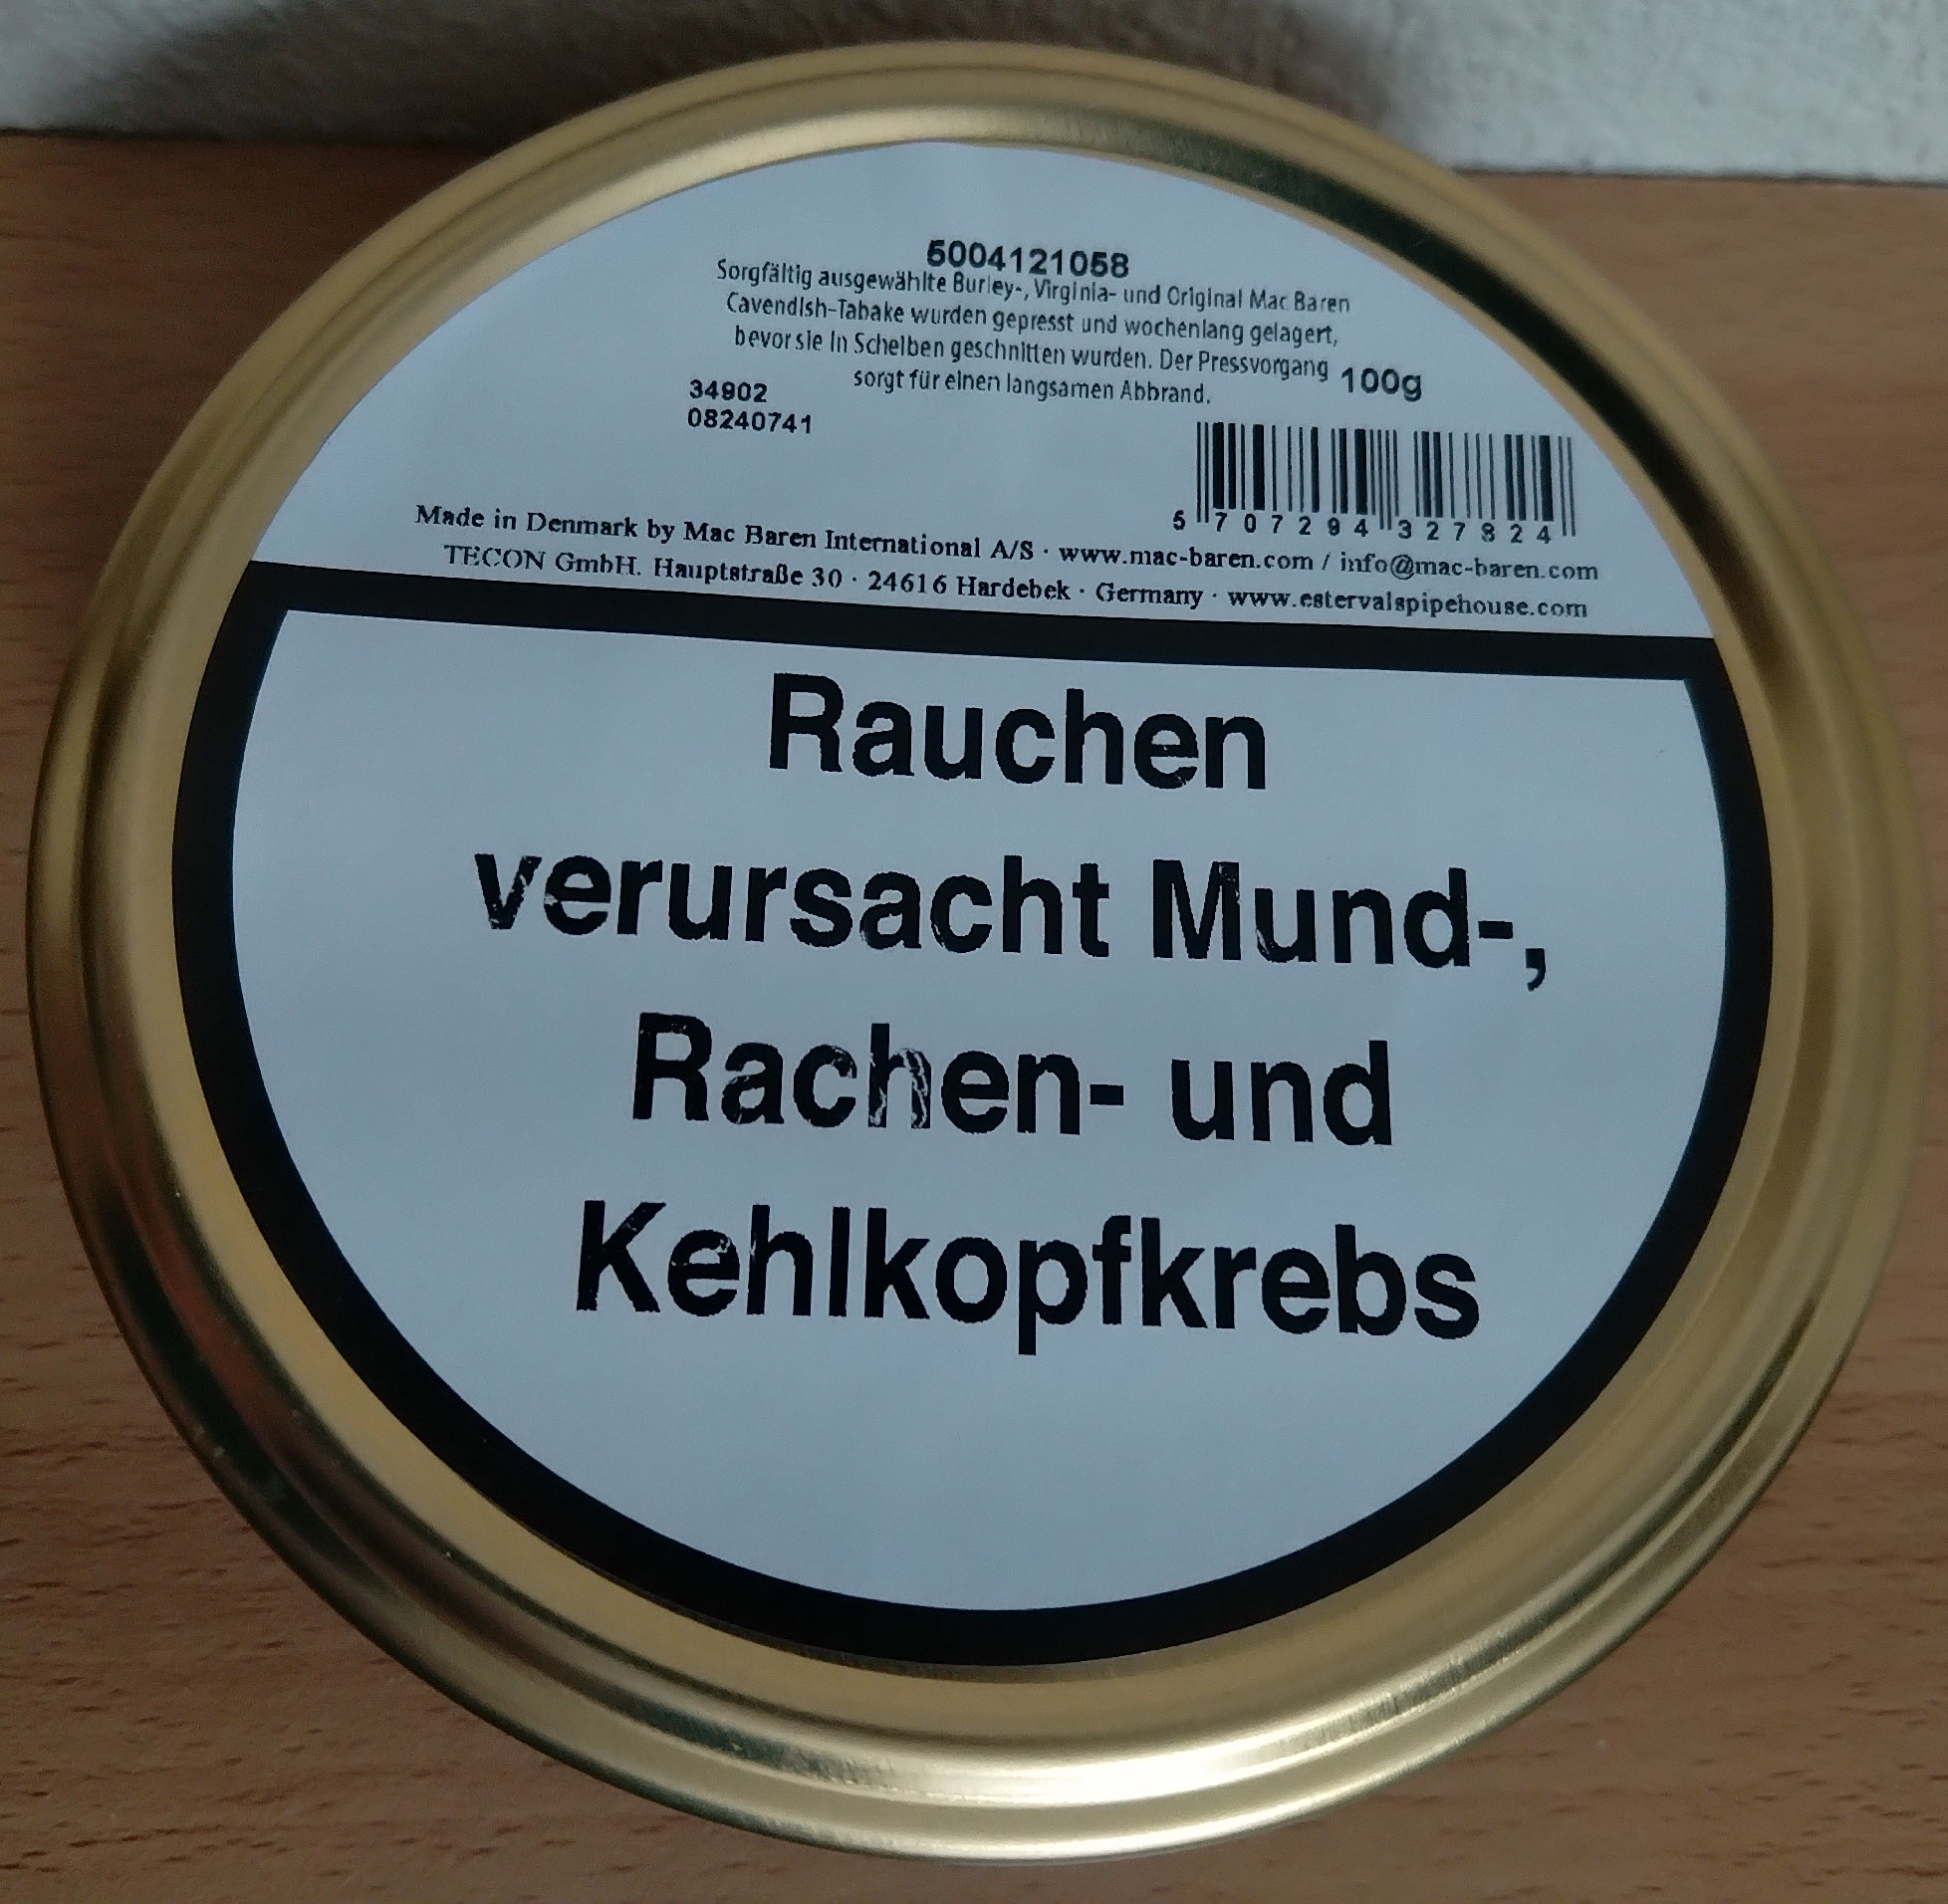 5004121058
Sorgfältig ausgewählte Burley-, Virginia- und Original Mac Baren
Cavendish-Tabake wurden gepresst und wochenlang gelagert,
bevor sie in Scheiben geschnitten wurden. Der Pressvorgang
sorgt für einen langsamen Abbrand.
100g
34902
08240741
5 707294 327824
Made in Denmark by Mac Baren International A/S · www.mac-baren.com / info@mac-baren.com
TECON GmbH. Hauptstraße 30 · 24616 Hardebek · Germany · www.estervalspipehouse.com
Rauchen
verursacht Mund-,
Rachen- und
Kehlkopfkrebs